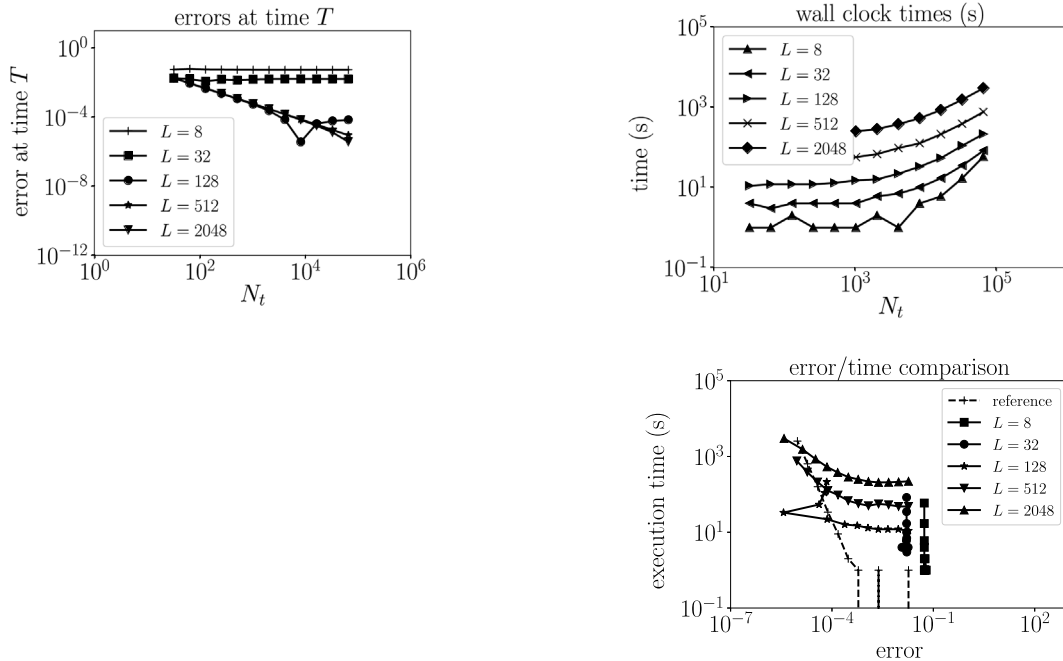 errors at time T
error at time T
10^0
10^-4
10^-8
10^-12
L = 8
L = 32
L = 128
L = 512
L = 2048
10^0
10^2
10^4
10^6
N_t
wall clock times (s)
time (s)
10^5
10^3
10^1
10^-1
L = 8
L = 32
L = 128
L = 512
L = 2048
10^1
10^3
10^5
N_t
error/time comparison
execution time (s)
10^5
10^3
10^1
10^-1
reference
L = 8
L = 32
L = 128
L = 512
L = 2048
10^-7
10^-4
10^-1
10^2
error